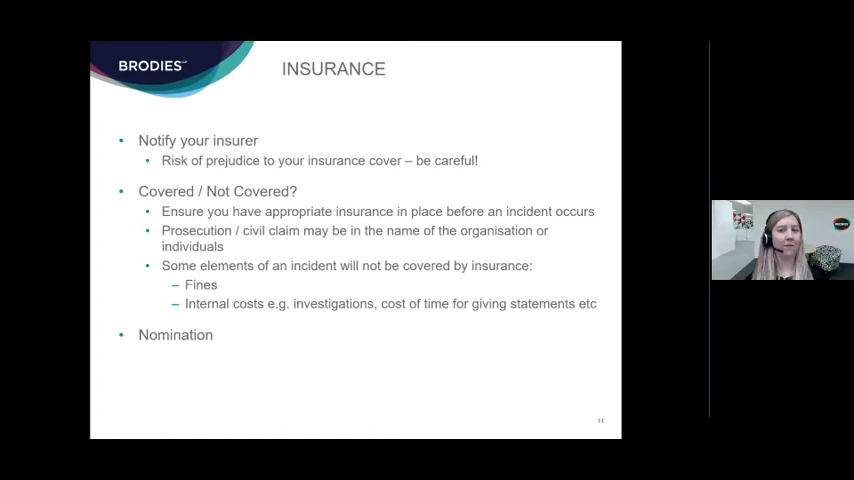 BRODIES LLP
INSURANCE
• Notify your insurer
• Risk of prejudice to your insurance cover – be careful!
• Covered / Not Covered?
• Ensure you have appropriate insurance in place before an incident occurs
• Prosecution / civil claim may be in the name of the organisation or
individuals
• Some elements of an incident will not be covered by insurance:
– Fines
– Internal costs e.g. investigations, cost of time for giving statements etc
• Nomination
14